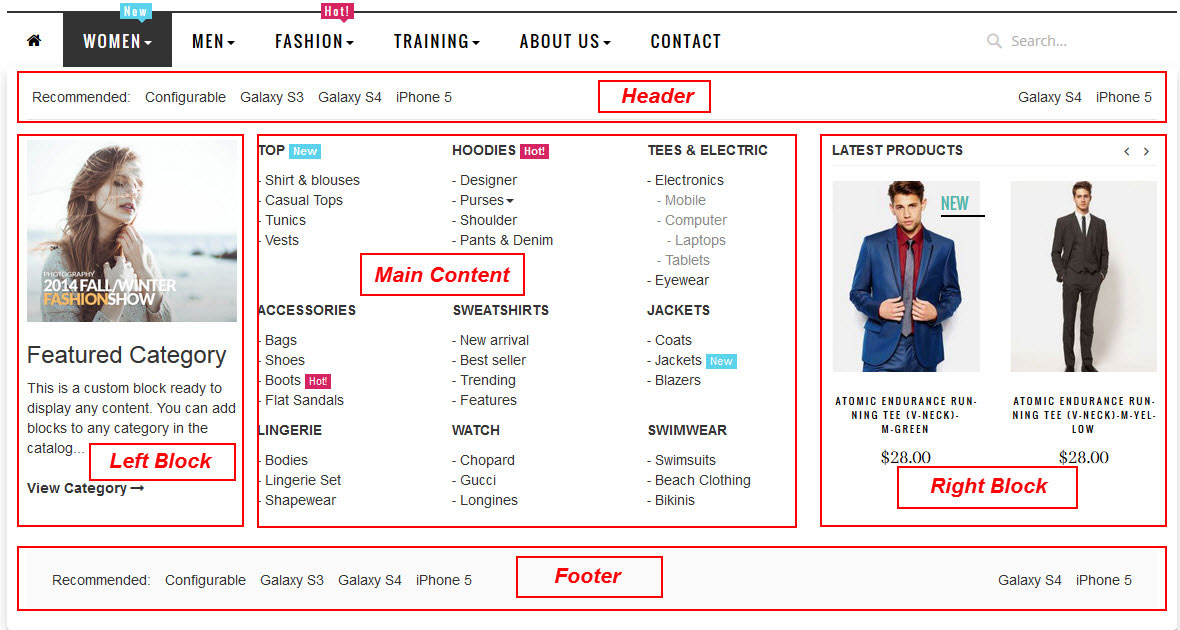 New
Hot!
WOMEN
MEN
FASHION
TRAINING
ABOUT US
CONTACT
Search...
Recommended: Configurable Galaxy S3 Galaxy S4 iPhone 5
Header
Galaxy S4 iPhone 5
PHOTOGRAPHY
2014 FALL/WINTER
FASHIONSHOW
Featured Category
This is a custom block ready to
display any content. You can add
blocks to any category in the
catalog...
Left Block
View Category
TOP New
- Shirt & blouses
- Casual Tops
- Tunics
- Vests
HOODIES Hot!
- Designer
- Purses
- Shoulder
- Pants & Denim
TEES & ELECTRIC
- Electronics
- Mobile
- Computer
- Laptops
- Tablets
- Eyewear
Main Content
ACCESSORIES
- Bags
- Shoes
- Boots Hot!
- Flat Sandals
SWEATSHIRTS
- New arrival
- Best seller
- Trending
- Features
JACKETS
- Coats
- Jackets New
- Blazers
LINGERIE
- Bodies
- Lingerie Set
- Shapewear
WATCH
- Chopard
- Gucci
- Longines
SWIMWEAR
- Swimsuits
- Beach Clothing
- Bikinis
LATEST PRODUCTS
NEW
ATOMIC ENDURANCE RUN-
NING TEE (V-NECK)-
M-GREEN
$28.00
ATOMIC ENDURANCE RUN-
NING TEE (V-NECK)-M-YEL-
LOW
$28.00
Right Block
Recommended: Configurable Galaxy S3 Galaxy S4 iPhone 5
Footer
Galaxy S4 iPhone 5